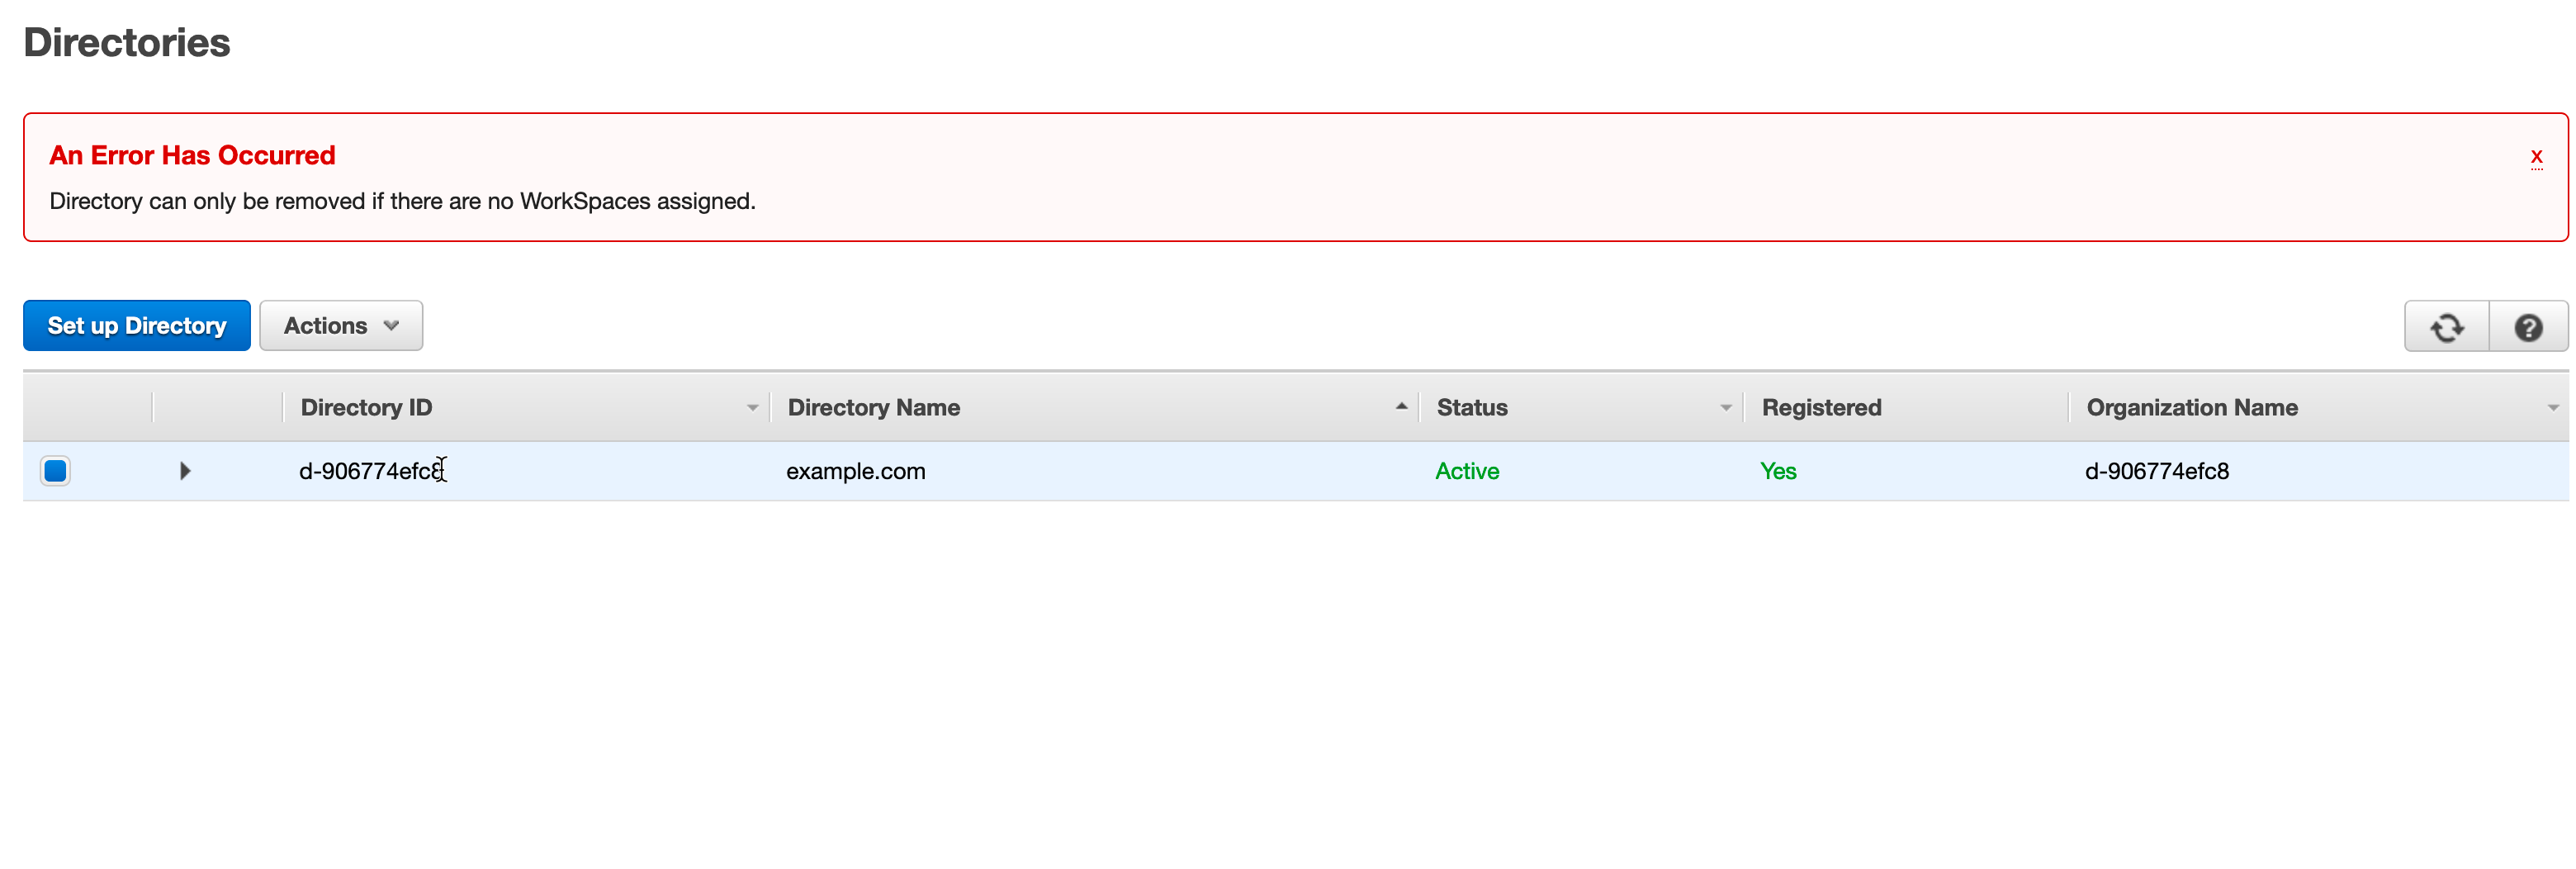 Directories
An Error Has Occurred
x
Directory can only be removed if there are no WorkSpaces assigned.
Set up Directory
Actions
?
Directory ID
Directory Name
Status
Registered
Organization Name
d-906774efc8
example.com
Active
Yes
d-906774efc8